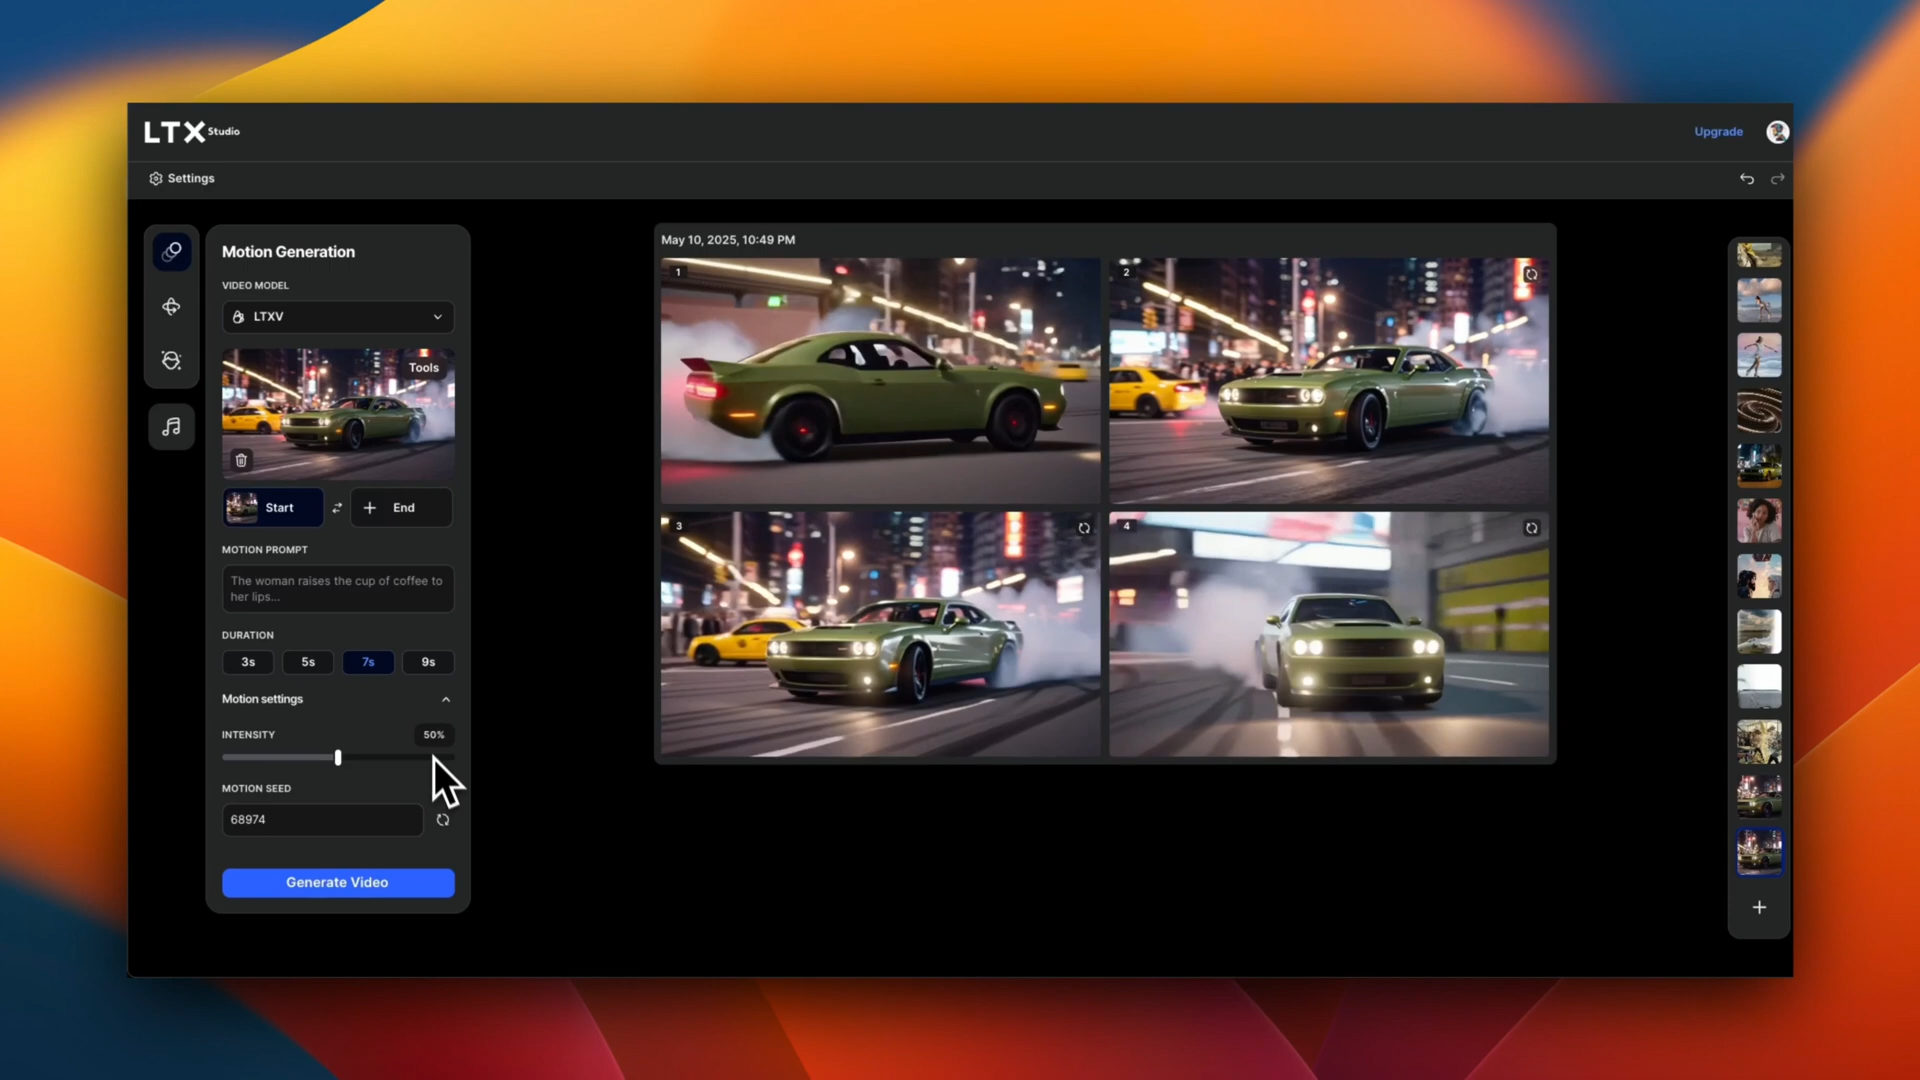 LTX Studio
Upgrade
Settings
Motion Generation
VIDEO MODEL
LTXV
Tools
Start
End
MOTION PROMPT
The woman raises the cup of coffee to
her lips...
DURATION
3s 5s 7s 9s
Motion settings
INTENSITY 50%
MOTION SEED
68974
Generate Video
May 10, 2025, 10:49 PM
1
2
3
4